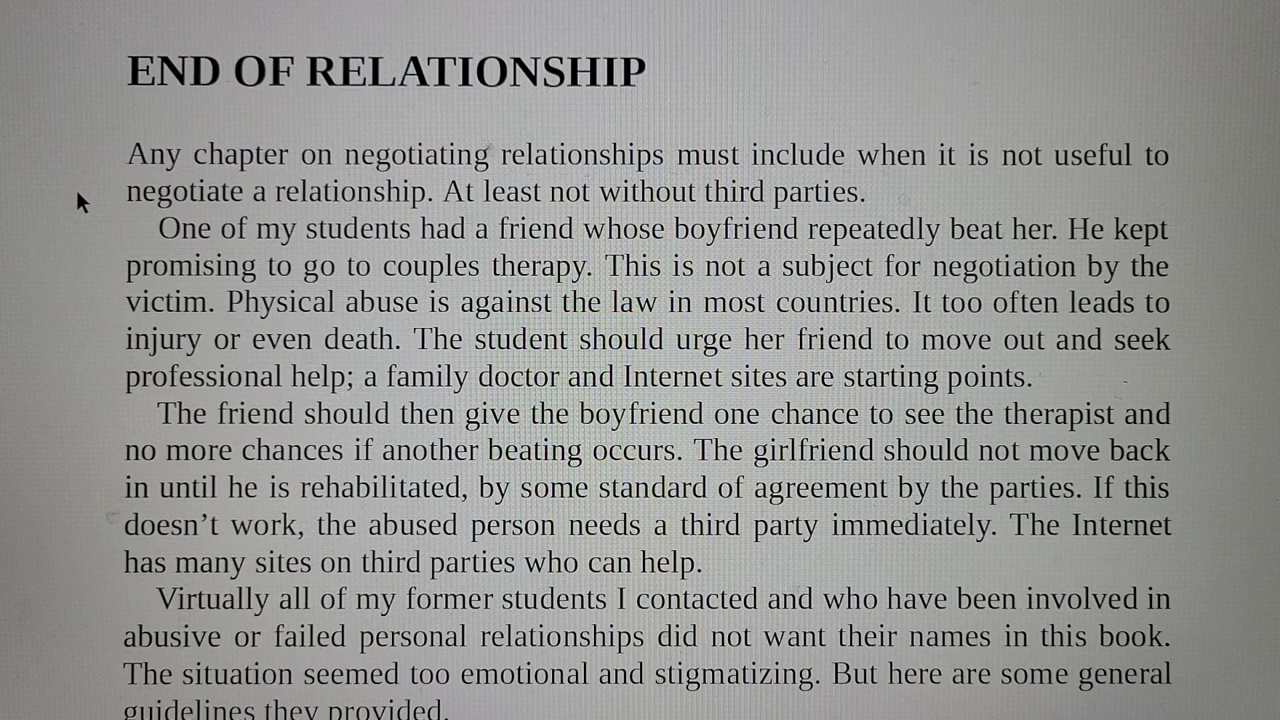 END OF RELATIONSHIP
Any chapter on negotiating relationships must include when it is not useful to
negotiate a relationship. At least not without third parties.
One of my students had a friend whose boyfriend repeatedly beat her. He kept
promising to go to couples therapy. This is not a subject for negotiation by the
victim. Physical abuse is against the law in most countries. It too often leads to
injury or even death. The student should urge her friend to move out and seek
professional help; a family doctor and Internet sites are starting points.
The friend should then give the boyfriend one chance to see the therapist and
no more chances if another beating occurs. The girlfriend should not move back
in until he is rehabilitated, by some standard of agreement by the parties. If this
doesn’t work, the abused person needs a third party immediately. The Internet
has many sites on third parties who can help.
Virtually all of my former students I contacted and who have been involved in
abusive or failed personal relationships did not want their names in this book.
The situation seemed too emotional and stigmatizing. But here are some general
guidelines they provided.